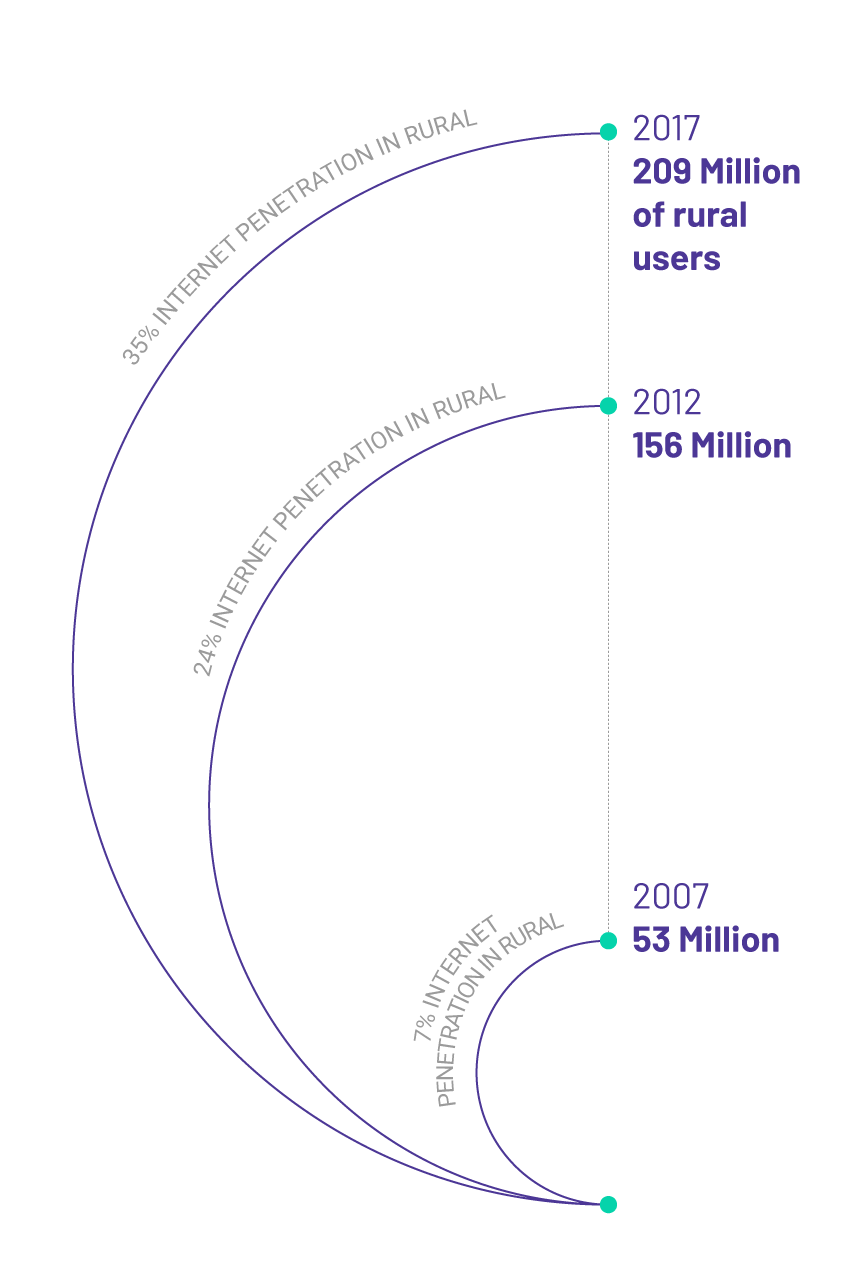 35% INTERNET PENETRATION IN RURAL
2017
209 Million
of rural
users
24% INTERNET PENETRATION IN RURAL
2012
156 Million
7% INTERNET
PENETRATION IN RURAL
2007
53 Million